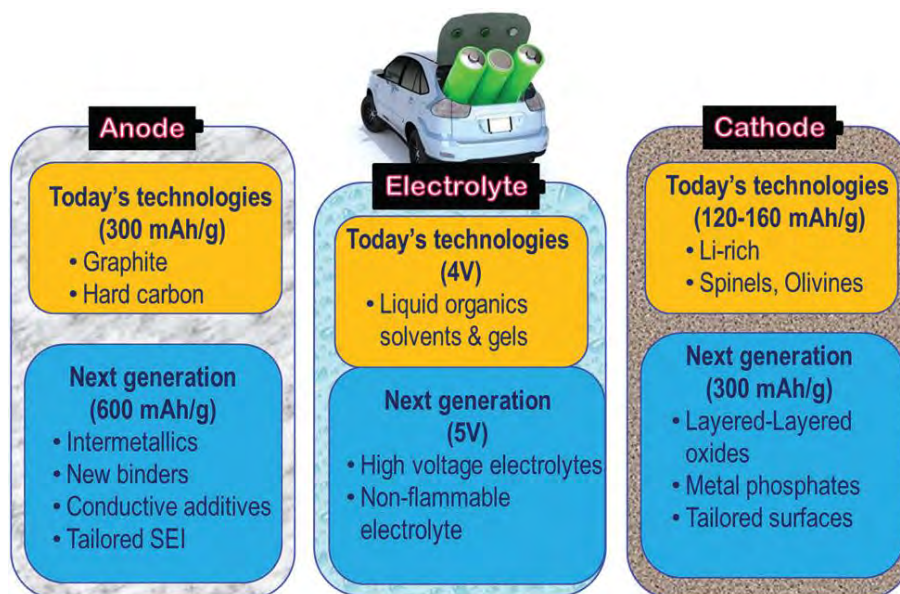 Anode
Today's technologies
(300 mAh/g)
• Graphite
• Hard carbon
Next generation
(600 mAh/g)
• Intermetallics
• New binders
• Conductive additives
• Tailored SEI
Electrolyte
Today's technologies
(4V)
• Liquid organics
solvents & gels
Next generation
(5V)
• High voltage electrolytes
• Non-flammable
electrolyte
Cathode
Today's technologies
(120-160 mAh/g)
• Li-rich
• Spinels, Olivines
Next generation
(300 mAh/g)
• Layered-Layered
oxides
• Metal phosphates
• Tailored surfaces